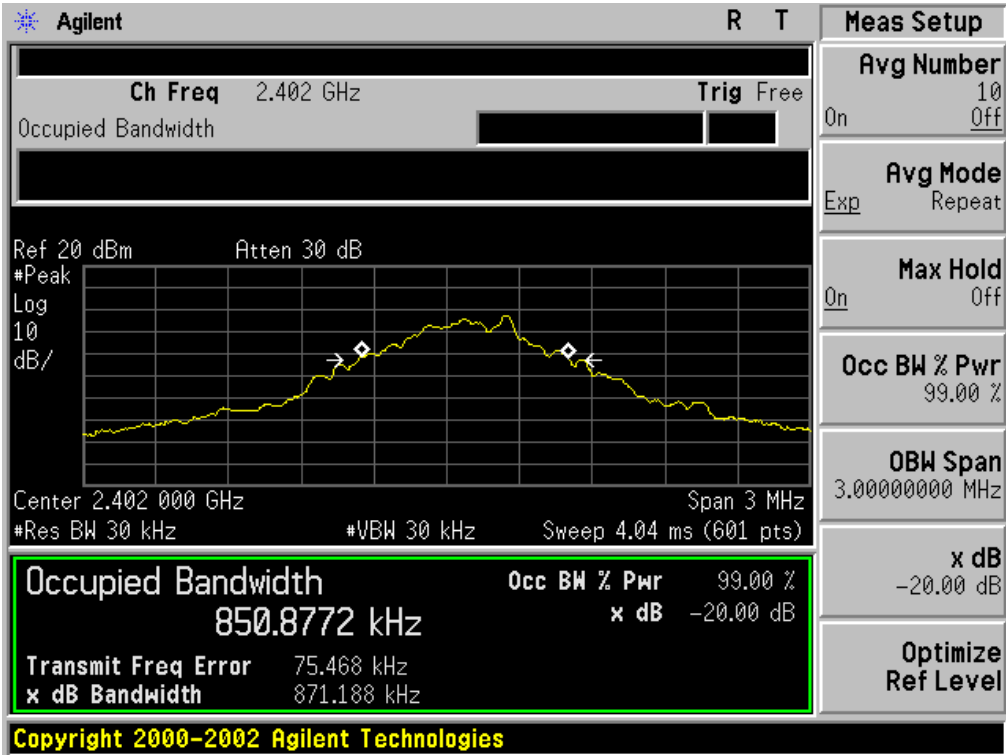 Agilent R T
Ch Freq 2.402 GHz Trig Free
Occupied Bandwidth
Ref 20 dBm Atten 30 dB
#Peak
Log
10
dB/
Center 2.402 000 GHz Span 3 MHz
#Res BW 30 kHz #VBW 30 kHz Sweep 4.04 ms (601 pts)
Occupied Bandwidth Occ BW % Pwr 99.00 %
850.8772 kHz x dB -20.00 dB
Transmit Freq Error 75.468 kHz
x dB Bandwidth 871.188 kHz
Copyright 2000-2002 Agilent Technologies
Meas Setup
Avg Number
10
On Off
Avg Mode
Exp Repeat
Max Hold
On Off
Occ BW % Pwr
99.00 %
OBW Span
3.00000000 MHz
x dB
-20.00 dB
Optimize
Ref Level